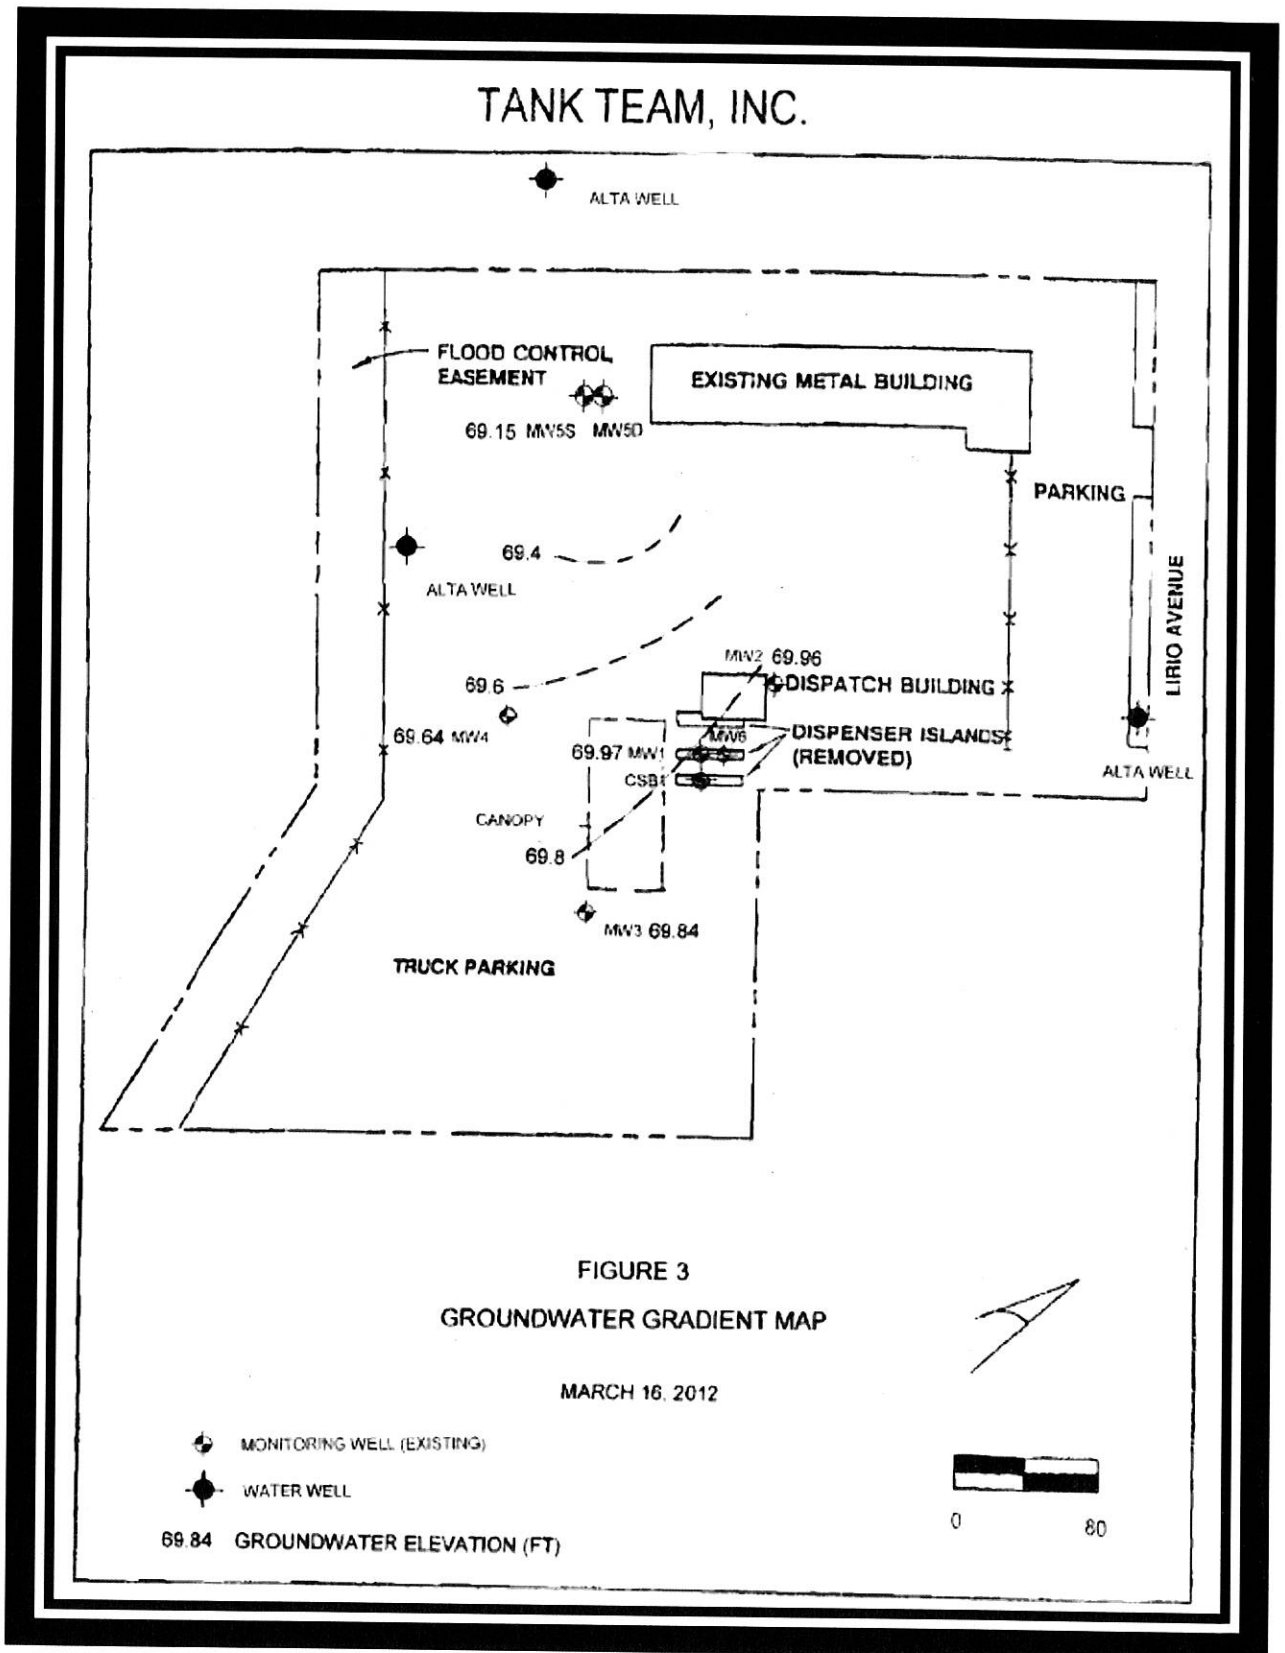 TANK TEAM, INC.
ALTA WELL
FLOOD CONTROL
EASEMENT
EXISTING METAL BUILDING
69.15 MW5S MW5D
PARKING
69.4
ALTA WELL
LIRIO AVENUE
MW2 69.96
69.6
DISPATCH BUILDING
69.64 MW4
MW6
DISPENSER ISLANDS
69.97 MW1
(REMOVED)
ALTA WELL
CSB1
CANOPY
69.8
MW3 69.84
TRUCK PARKING
FIGURE 3
GROUNDWATER GRADIENT MAP
MARCH 16, 2012
MONITORING WELL (EXISTING)
WATER WELL
0 80
69.84 GROUNDWATER ELEVATION (FT)